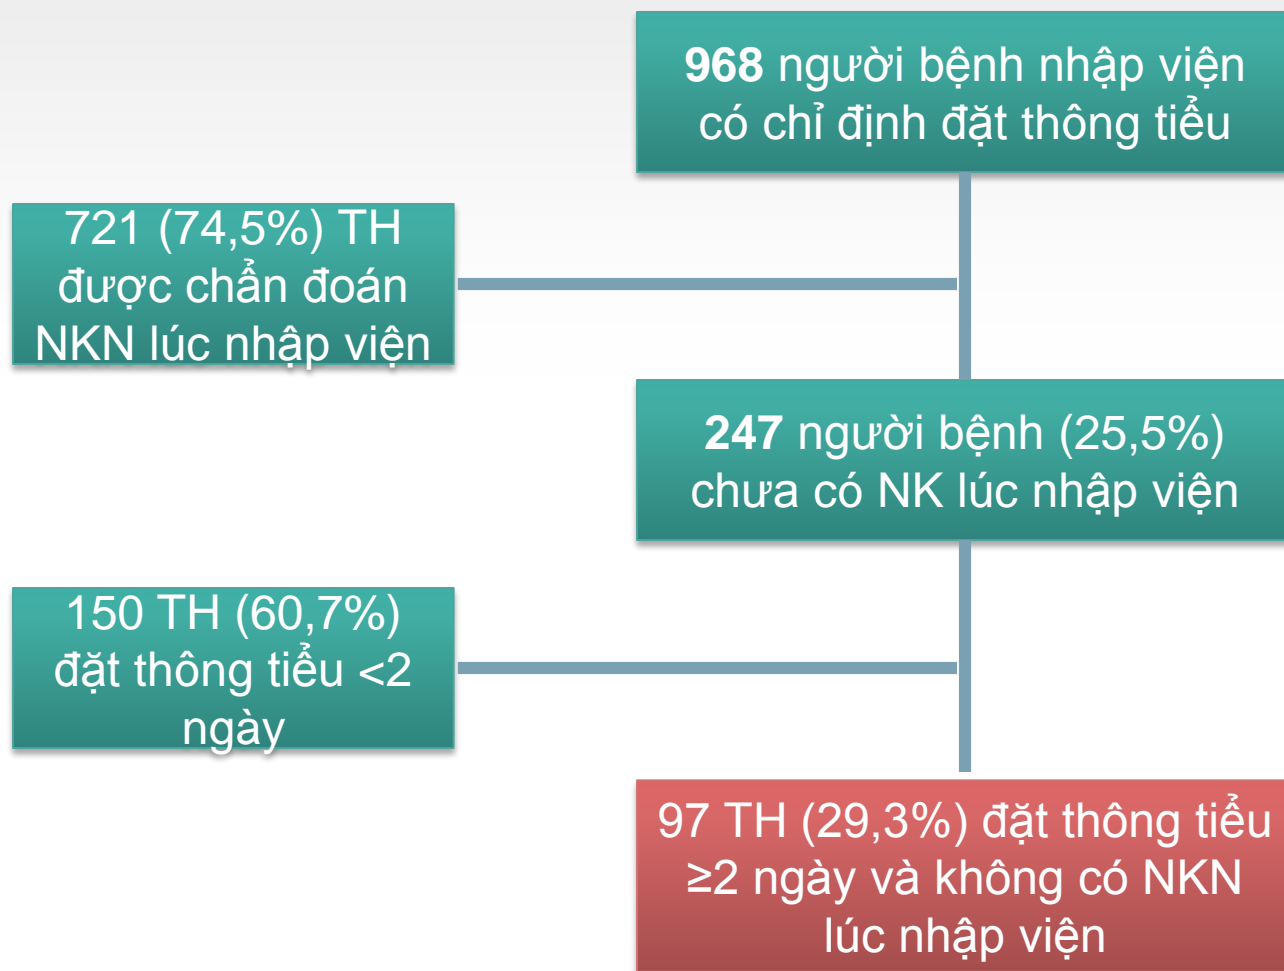 968 người bệnh nhập viện
có chỉ định đặt thông tiểu
721 (74,5%) TH
được chẩn đoán
NKN lúc nhập viện
247 người bệnh (25,5%)
chưa có NK lúc nhập viện
150 TH (60,7%)
đặt thông tiểu <2
ngày
97 TH (29,3%) đặt thông tiểu
≥2 ngày và không có NKN
lúc nhập viện